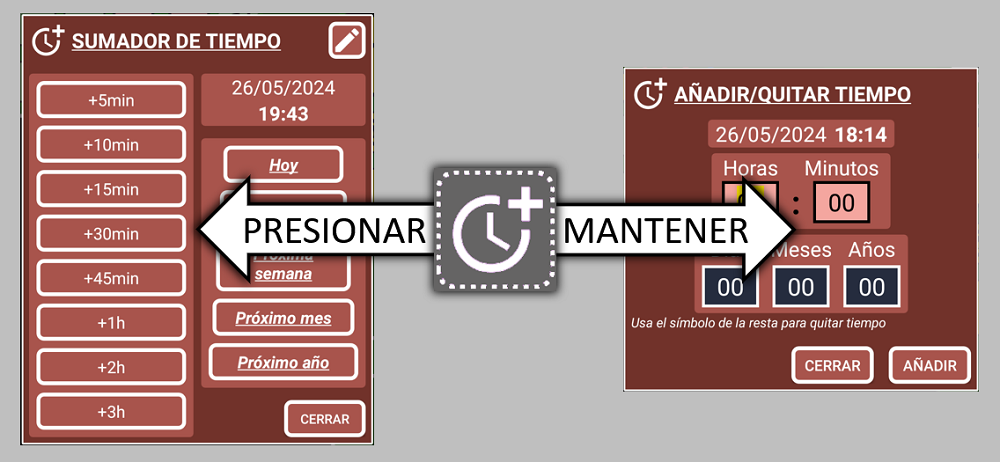 SUMADOR DE TIEMPO
+5min
+10min
+15min
+30min
+45min
+1h
+2h
+3h
26/05/2024
19:43
Hoy
Próxima
semana
Próximo mes
Próximo año
CERRAR
PRESIONAR
MANTENER
AÑADIR/QUITAR TIEMPO
26/05/2024 18:14
Horas Minutos
: 00
Meses Años
00 00 00
Usa el símbolo de la resta para quitar tiempo
CERRAR AÑADIR